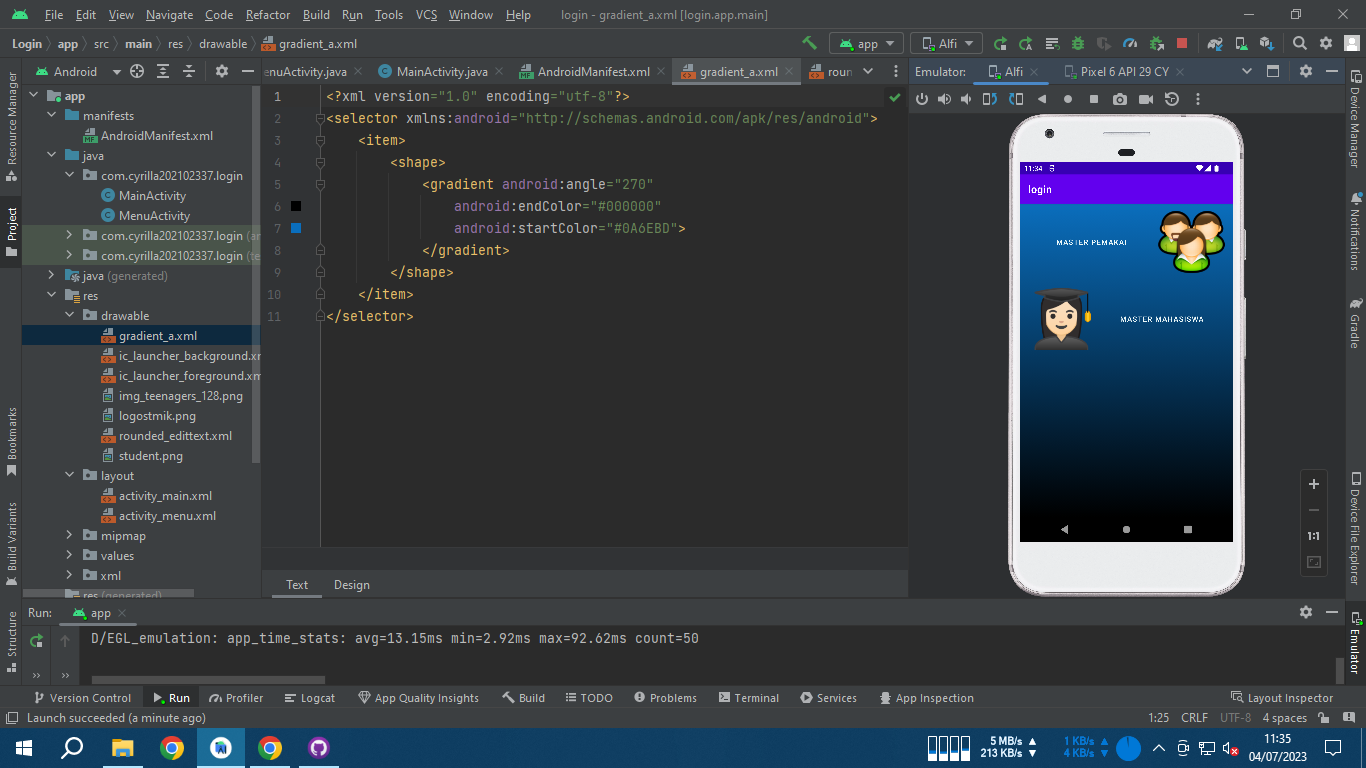 File Edit View Navigate Code Refactor Build Run Tools VCS Window Help login - gradient_a.xml [login.app.main]
Login app src main res drawable gradient_a.xml app Alfi
Android enuActivity.java MainActivity.java AndroidManifest.xml gradient_a.xml roun Emulator: Alfi Pixel 6 API 29 CY
Resource Manager
Project
Bookmarks
Build Variants
Structure
app
manifests
AndroidManifest.xml
java
com.cyrilla202102337.login
MainActivity
MenuActivity
com.cyrilla202102337.login (ar
com.cyrilla202102337.login (te
java (generated)
res
drawable
gradient_a.xml
ic_launcher_background.xm
ic_launcher_foreground.xm
img_teenagers_128.png
logostmik.png
rounded_edittext.xml
student.png
layout
activity_main.xml
activity_menu.xml
mipmap
values
xml
res (generated)
1 <?xml version="1.0" encoding="utf-8"?>
2 <selector xmlns:android="http://schemas.android.com/apk/res/android">
3 <item>
4 <shape>
5 <gradient android:angle="270"
6 android:endColor="#000000"
7 android:startColor="#0A6EBD">
8 </gradient>
9 </shape>
10 </item>
11 </selector>
Text Design
11:34
login
MASTER PEMAKAI
MASTER MAHASISWA
1:1
Device Manager
Notifications
Gradle
Device File Explorer
Emulator
Run: app
D/EGL_emulation: app_time_stats: avg=13.15ms min=2.92ms max=92.62ms count=50
Version Control Run Profiler Logcat App Quality Insights Build TODO Problems Terminal Services App Inspection Layout Inspector
Launch succeeded (a minute ago) 1:25 CRLF UTF-8 4 spaces
5 MB/s 1 KB/s 11:35
213 KB/s 4 KB/s 04/07/2023